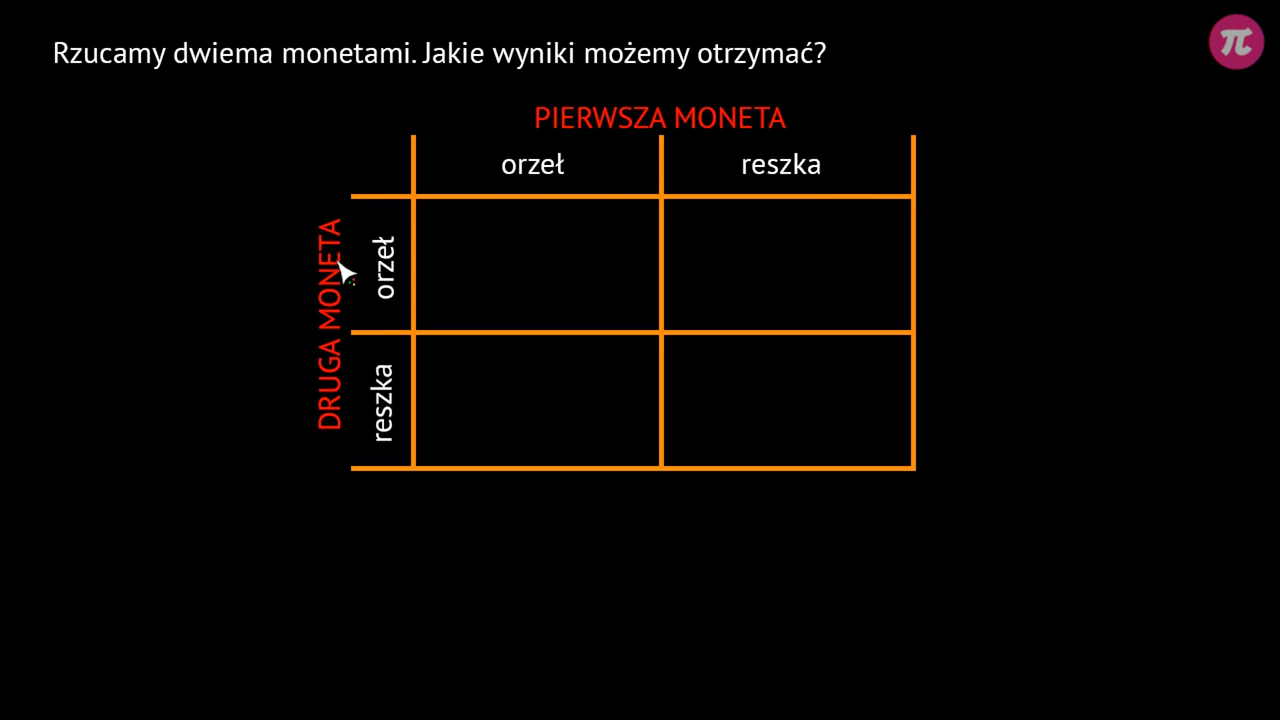 Rzucamy dwiema monetami. Jakie wyniki możemy otrzymać?
π
PIERWSZA MONETA
orzeł reszka
DRUGA MONETA
orzeł
reszka